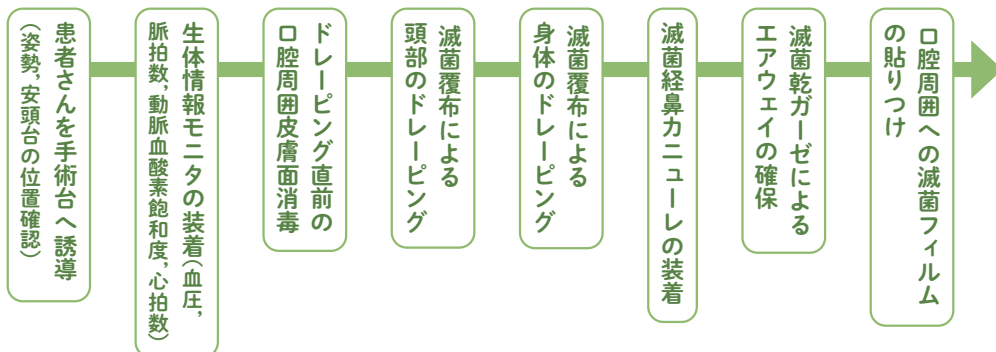 患者さんを手術台へ誘導
(姿勢,安頭台の位置確認)
生体情報モニタの装着(血圧,
脈拍数,動脈血酸素飽和度,心拍数)
ドレーピング直前の
口腔周囲皮膚面消毒
滅菌覆布による
頭部のドレーピング
滅菌覆布による
身体のドレーピング
滅菌経鼻カニューレの装着
滅菌乾ガーゼによる
エアウェイの確保
口腔周囲への滅菌フィルム
の貼りつけ